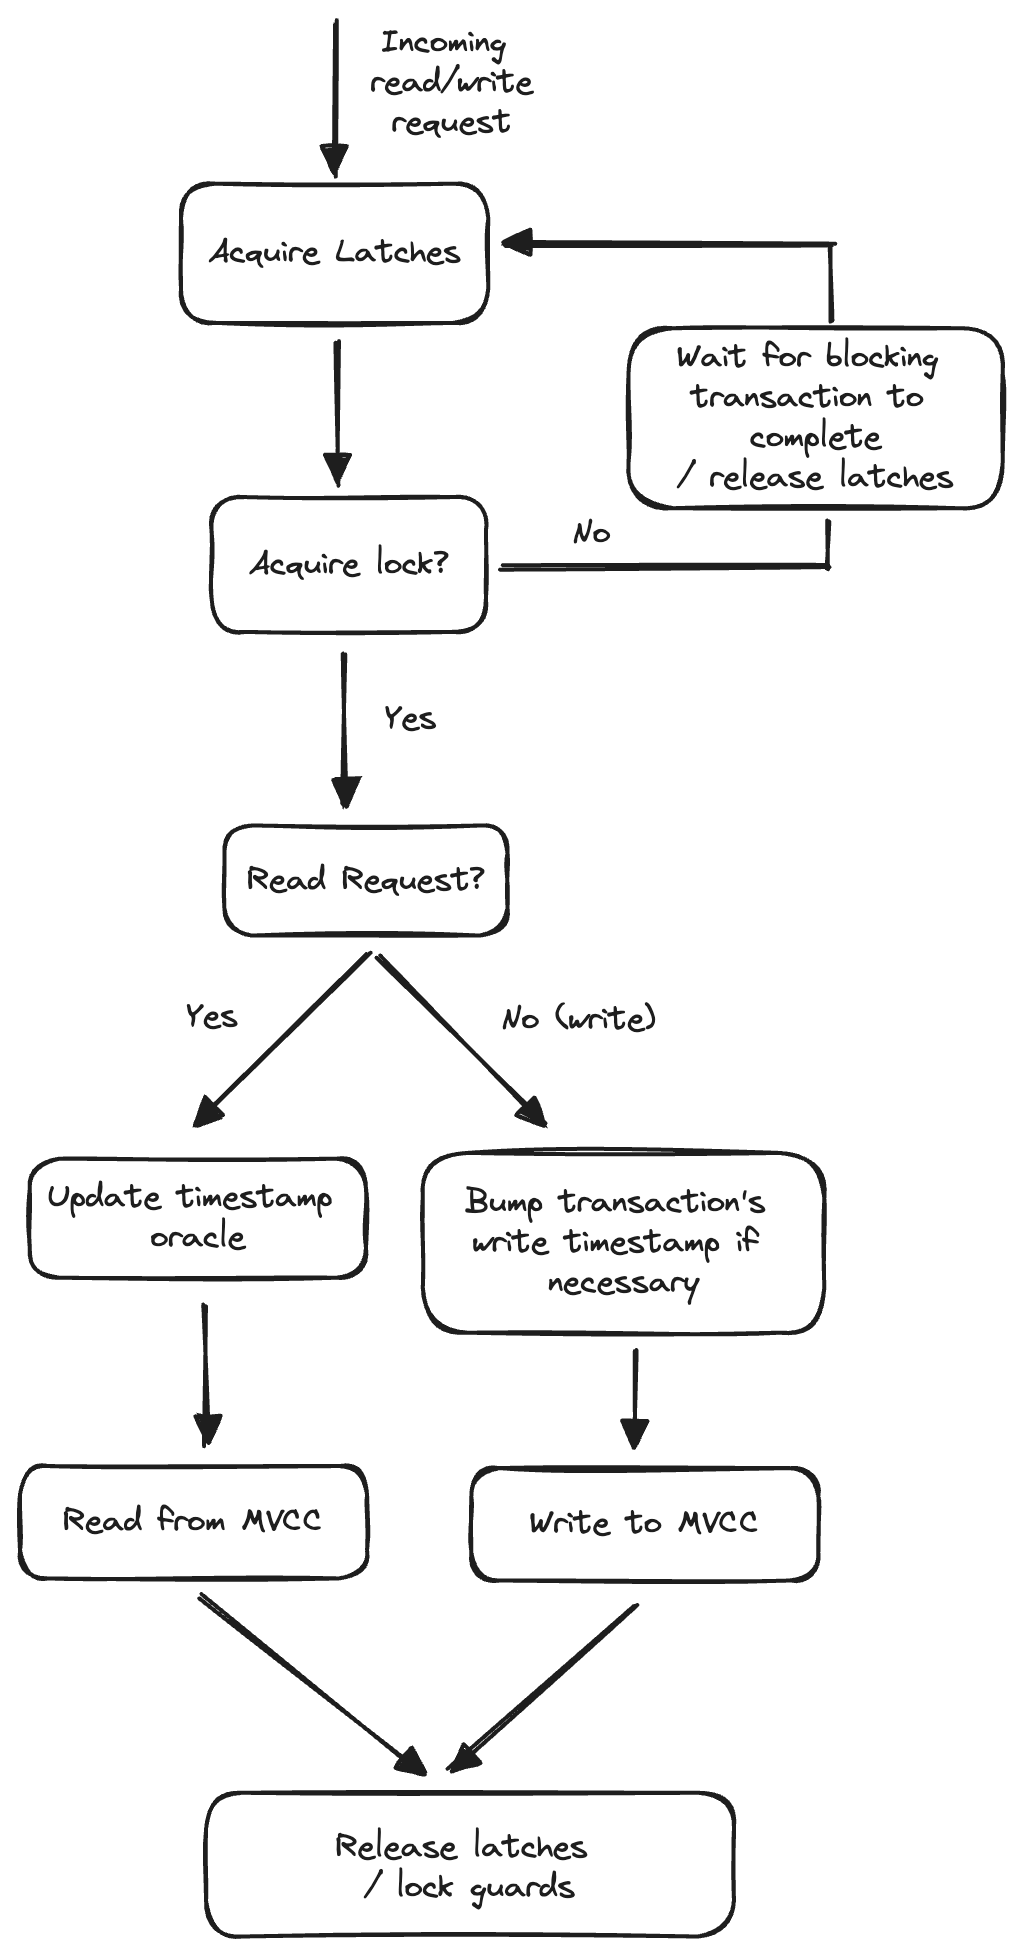 Incoming
read/write
request
Acquire Latches
Wait for blocking
transaction to
complete
/ release latches
No
Acquire lock?
Yes
Read Request?
Yes
No (write)
Update timestamp
oracle
Bump transaction's
write timestamp if
necessary
Read from MVCC
Write to MVCC
Release latches
/ lock guards